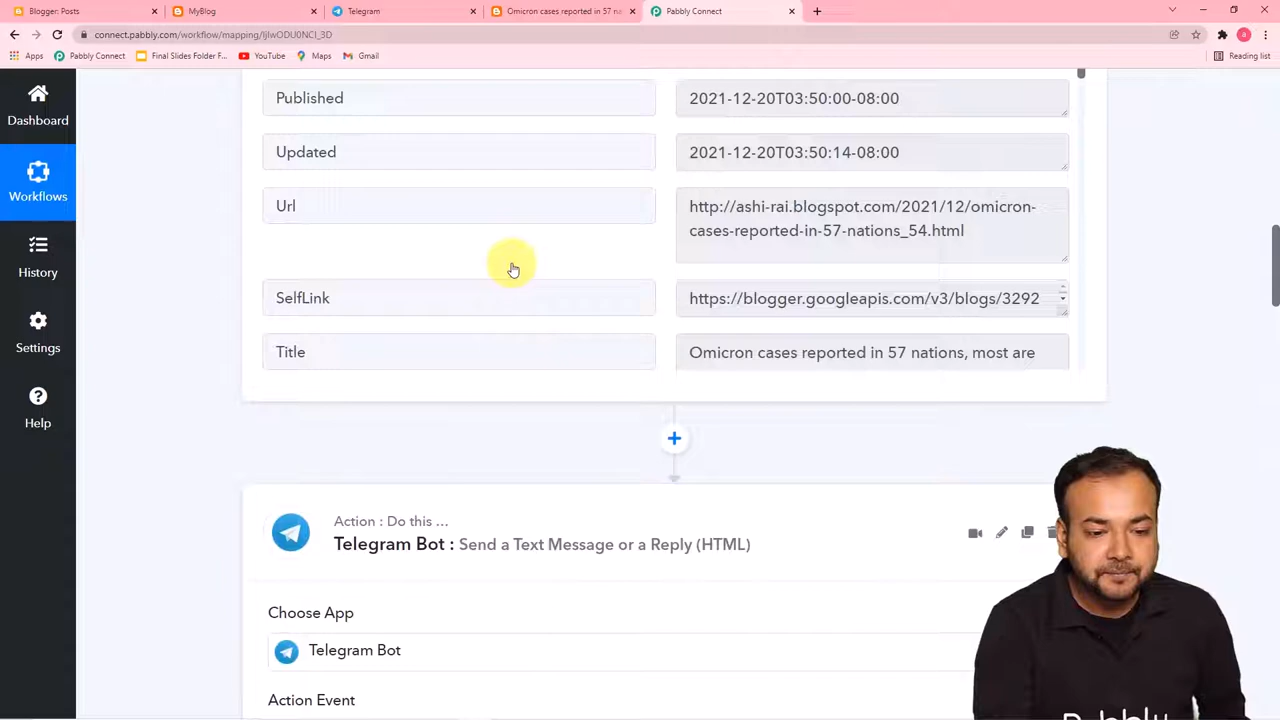 Blogger: Posts
MyBlog
Telegram
Omicron cases reported in 57 na
Pabbly Connect
connect.pabbly.com/workflow/mapping/IjIwODU0NCI_3D
Apps
Pabbly Connect
Final Slides Folder F...
YouTube
Maps
Gmail
Reading list
Dashboard
Workflows
History
Settings
Help
Published
2021-12-20T03:50:00-08:00
Updated
2021-12-20T03:50:14-08:00
Url
http://ashi-rai.blogspot.com/2021/12/omicron-
cases-reported-in-57-nations_54.html
SelfLink
https://blogger.googleapis.com/v3/blogs/3292
Title
Omicron cases reported in 57 nations, most are
Action : Do this ...
Telegram Bot : Send a Text Message or a Reply (HTML)
Choose App
Telegram Bot
Action Event
Pabbly